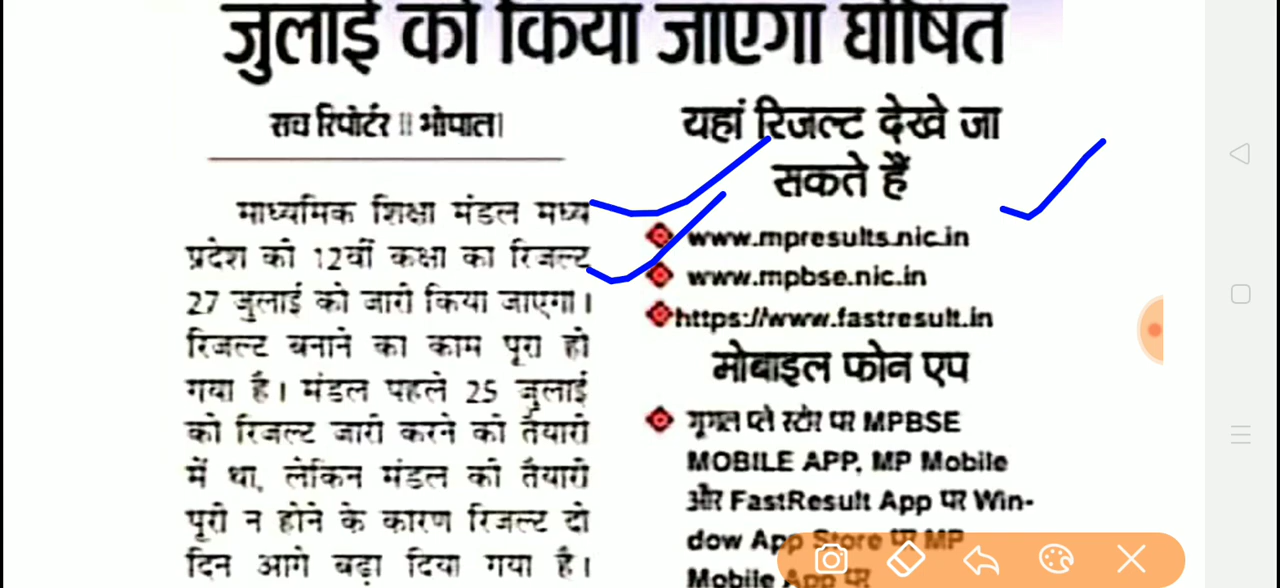 जुलाई को किया जाएगा घोषित
सच रिपोर्टर ॥ भोपाल।
माध्यमिक शिक्षा मंडल मध्य
प्रदेश की 12वीं कक्षा का रिजल्ट
27 जुलाई को जारी किया जाएगा।
रिजल्ट बनाने का काम पूरा हो
गया है। मंडल पहले 25 जुलाई
को रिजल्ट जारी करने की तैयारी
में था, लेकिन मंडल की तैयारी
पूरी न होने के कारण रिजल्ट दो
दिन आगे बढ़ा दिया गया है।
यहां रिजल्ट देखे जा
सकते हैं
www.mpresults.nic.in
www.mpbse.nic.in
https://www.fastresult.in
मोबाइल फोन एप
गूगल प्ले स्टोर पर MPBSE
MOBILE APP, MP Mobile
और FastResult App पर Win-
dow App Store पर MP
Mobile App पर